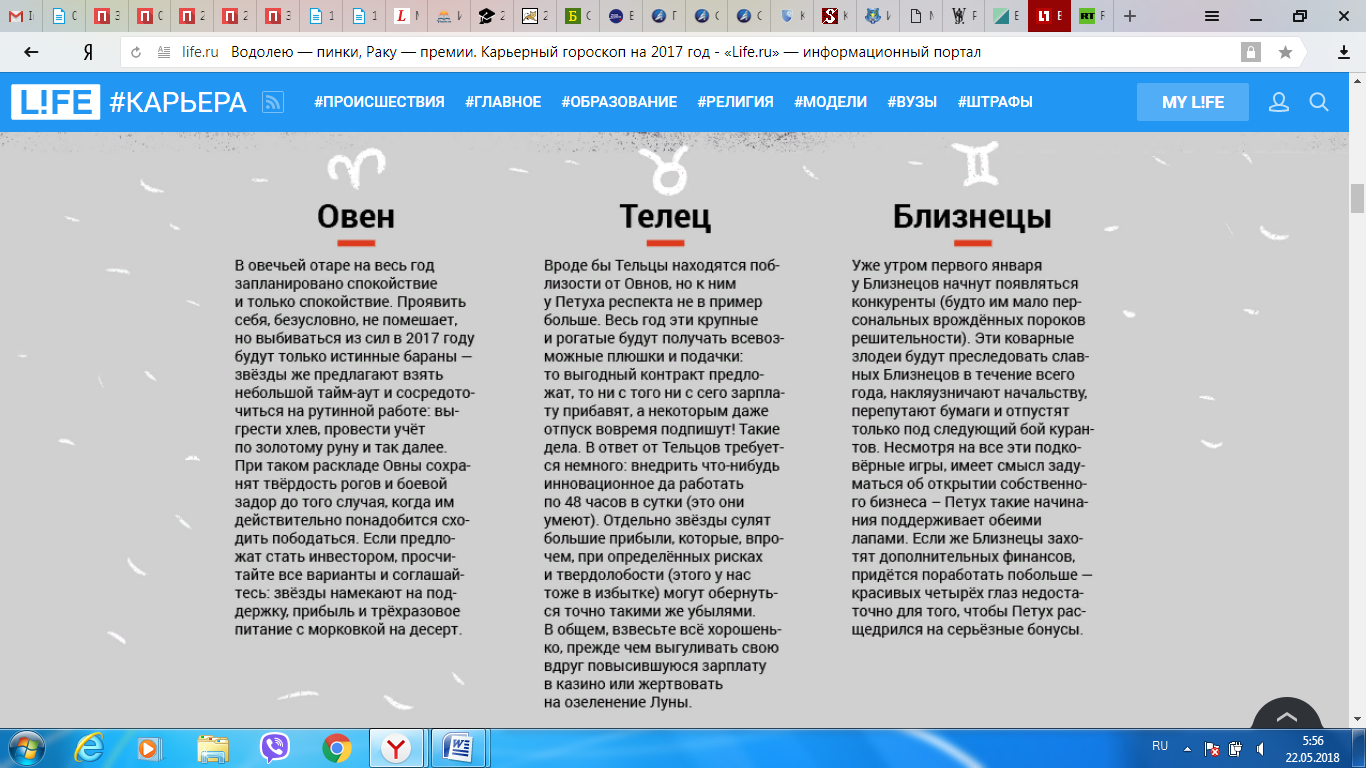 life.ru Водолею — пинки, Раку — премии. Карьерный гороскоп на 2017 год - «Life.ru» — информационный портал
L!FE #КАРЬЕРА #ПРОИСШЕСТВИЯ #ГЛАВНОЕ #ОБРАЗОВАНИЕ #РЕЛИГИЯ #МОДЕЛИ #ВУЗЫ #ШТРАФЫ MY L!FE
Овен
В овечьей отаре на весь год
запланировано спокойствие
и только спокойствие. Проявить
себя, безусловно, не помешает,
но выбиваться из сил в 2017 году
будут только истинные бараны —
звёзды же предлагают взять
небольшой тайм-аут и сосредото-
читься на рутинной работе: вы-
грести хлев, провести учёт
по золотому руну и так далее.
При таком раскладе Овны сохра-
нят твёрдость рогов и боевой
задор до того случая, когда им
действительно понадобится схо-
дить пободаться. Если предло-
жат стать инвестором, просчи-
тайте все варианты и соглашай-
тесь: звёзды намекают на под-
держку, прибыль и трёхразовое
питание с морковкой на десерт.
Телец
Вроде бы Тельцы находятся поб-
лизости от Овнов, но к ним
у Петуха респекта не в пример
больше. Весь год эти крупные
и рогатые будут получать всевоз-
можные плюшки и подачки:
то выгодный контракт предло-
жат, то ни с того ни с сего зарпла-
ту прибавят, а некоторым даже
отпуск вовремя подпишут! Такие
дела. В ответ от Тельцов требует-
ся немного: внедрить что-нибудь
инновационное да работать
по 48 часов в сутки (это они
умеют). Отдельно звёзды сулят
большие прибыли, которые, впро-
чем, при определённых рисках
и твердолобости (этого у нас
тоже в избытке) могут обернуть-
ся точно такими же убылями.
В общем, взвесьте всё хорошень-
ко, прежде чем выгуливать свою
вдруг повысившуюся зарплату
в казино или жертвовать
на озеленение Луны.
Близнецы
Уже утром первого января
у Близнецов начнут появляться
конкуренты (будто им мало пер-
сональных врождённых пороков
решительности). Эти коварные
злодеи будут преследовать слав-
ных Близнецов в течение всего
года, накляузничают начальству,
перепутают бумаги и отпустят
только под следующий бой куран-
тов. Несмотря на все эти подко-
вёрные игры, имеет смысл заду-
маться об открытии собственно-
го бизнеса – Петух такие начина-
ния поддерживает обеими
лапами. Если же Близнецы захо-
тят дополнительных финансов,
придётся поработать побольше —
красивых четырёх глаз недоста-
точно для того, чтобы Петух рас-
щедрился на серьёзные бонусы.
RU
5:56
22.05.2018